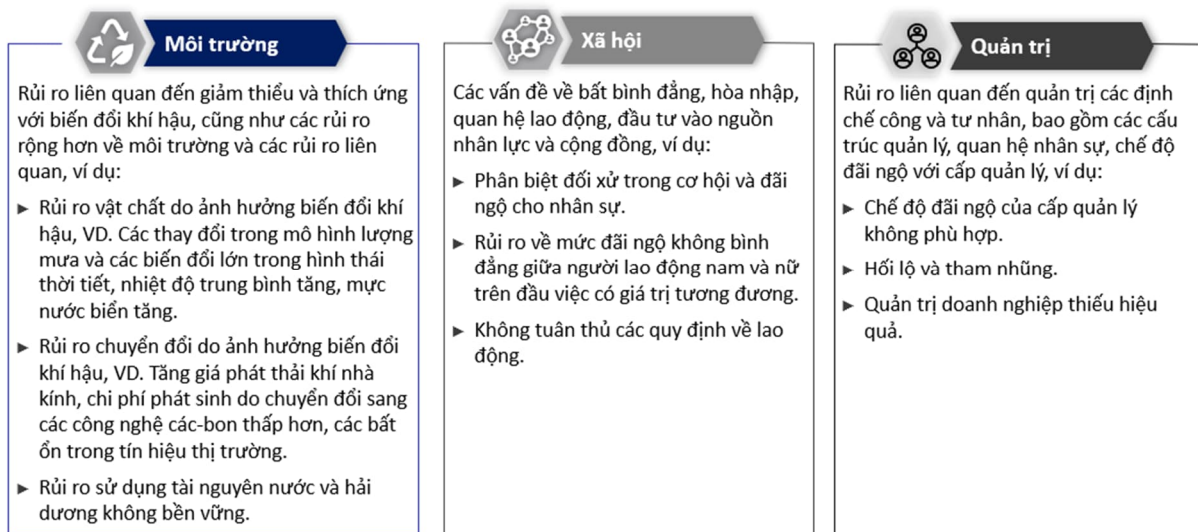 Môi trường
Rủi ro liên quan đến giảm thiểu và thích ứng
với biến đổi khí hậu, cũng như các rủi ro
rộng hơn về môi trường và các rủi ro liên
quan, ví dụ:
► Rủi ro vật chất do ảnh hưởng biến đổi khí
hậu, VD. Các thay đổi trong mô hình lượng
mưa và các biến đổi lớn trong hình thái
thời tiết, nhiệt độ trung bình tăng, mực
nước biển tăng.
► Rủi ro chuyển đổi do ảnh hưởng biến đổi
khí hậu, VD. Tăng giá phát thải khí nhà
kính, chi phí phát sinh do chuyển đổi sang
các công nghệ các-bon thấp hơn, các bất
ổn trong tín hiệu thị trường.
► Rủi ro sử dụng tài nguyên nước và hải
dương không bền vững.
Xã hội
Các vấn đề về bất bình đẳng, hòa nhập,
quan hệ lao động, đầu tư vào nguồn
nhân lực và cộng đồng, ví dụ:
► Phân biệt đối xử trong cơ hội và đãi
ngộ cho nhân sự.
► Rủi ro về mức đãi ngộ không bình
đẳng giữa người lao động nam và nữ
trên đầu việc có giá trị tương đương.
► Không tuân thủ các quy định về lao
động.
Quản trị
Rủi ro liên quan đến quản trị các định
chế công và tư nhân, bao gồm các cấu
trúc quản lý, quan hệ nhân sự, chế độ
đãi ngộ với cấp quản lý, ví dụ:
► Chế độ đãi ngộ của cấp quản lý
không phù hợp.
► Hối lộ và tham nhũng.
► Quản trị doanh nghiệp thiếu hiệu
quả.